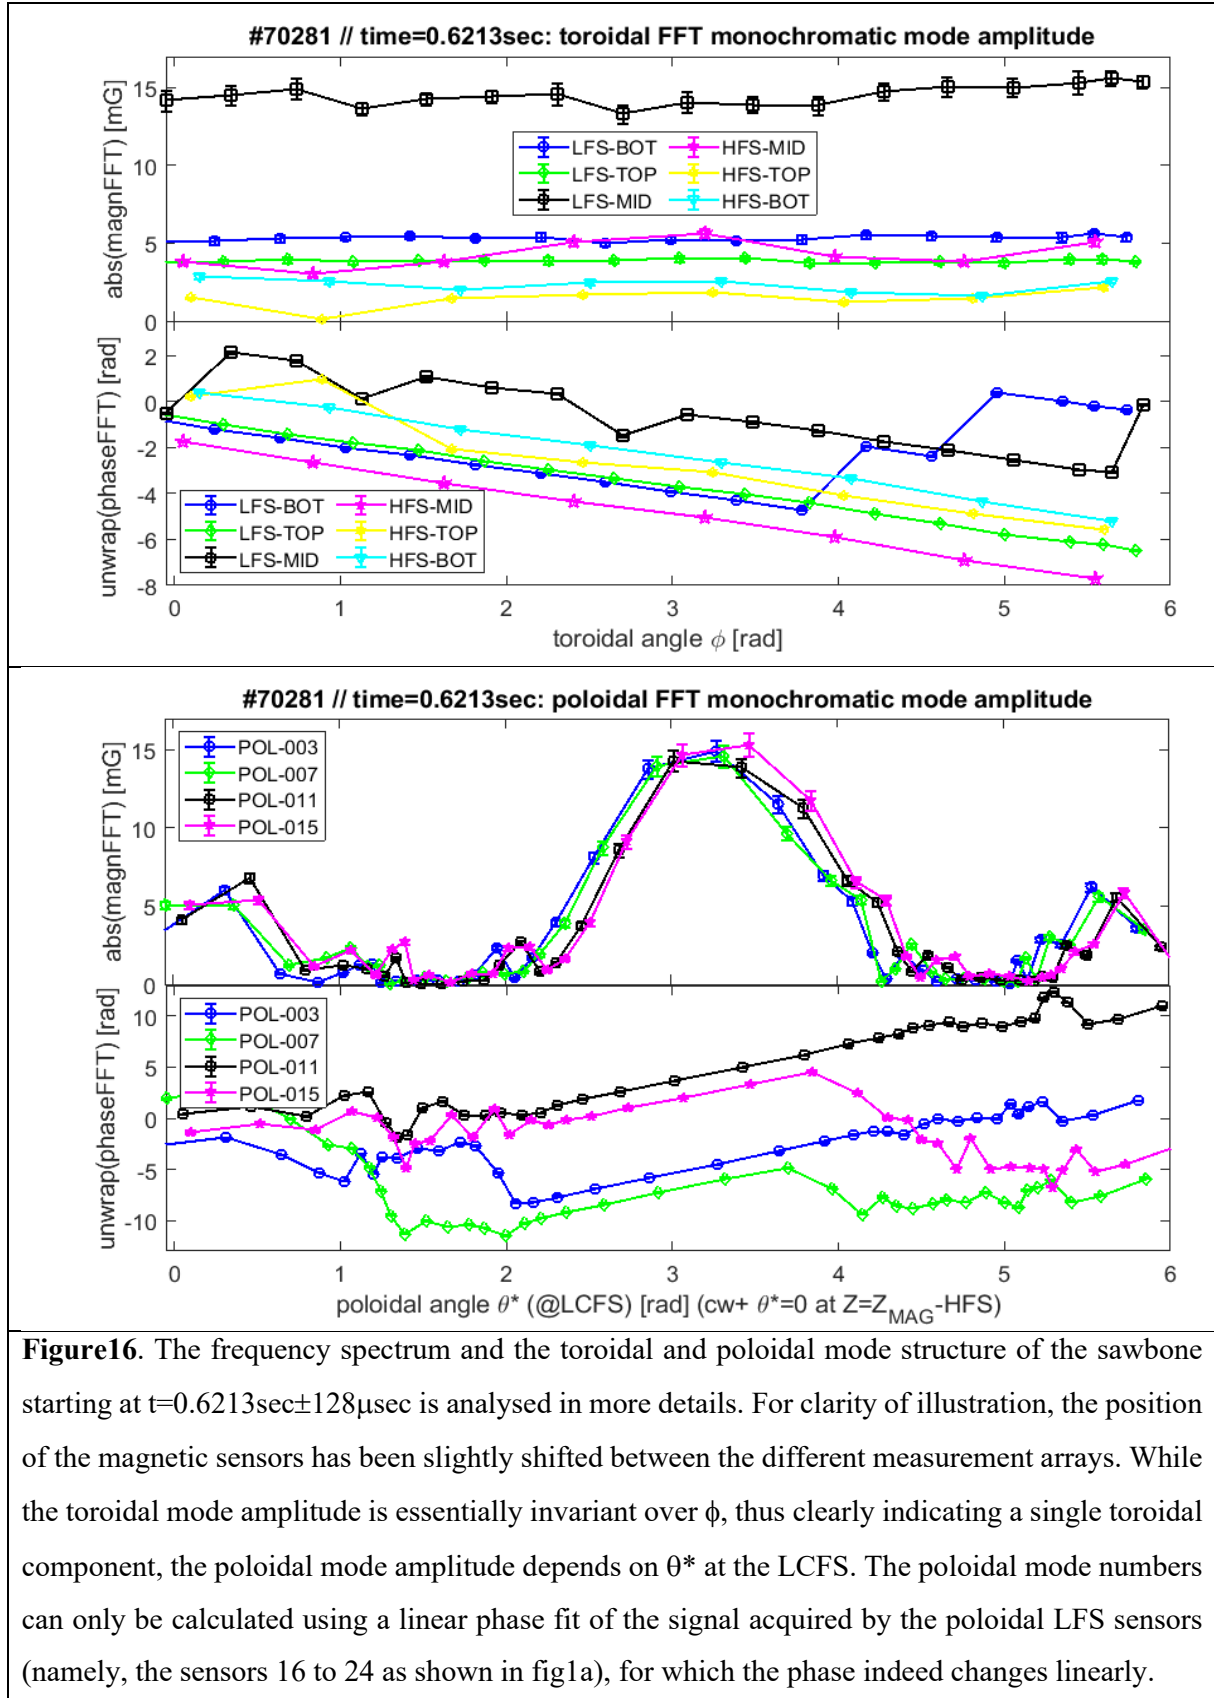 #70281 // time=0.6213sec: toroidal FFT monochromatic mode amplitude
abs(magnFFT) [mG]
15
10
5
0
LFS-BOT
LFS-TOP
LFS-MID
HFS-MID
HFS-TOP
HFS-BOT
unwrap(phaseFFT) [rad]
2
0
-2
-4
-6
-8
LFS-BOT
LFS-TOP
LFS-MID
HFS-MID
HFS-TOP
HFS-BOT
0 1 2 3 4 5 6
toroidal angle ϕ [rad]
#70281 // time=0.6213sec: poloidal FFT monochromatic mode amplitude
abs(magnFFT) [mG]
15
10
5
0
POL-003
POL-007
POL-011
POL-015
unwrap(phaseFFT) [rad]
10
5
0
-5
-10
POL-003
POL-007
POL-011
POL-015
0 1 2 3 4 5 6
poloidal angle θ* (@LCFS) [rad] (cw+ θ*=0 at Z=Z_MAG-HFS)
Figure16. The frequency spectrum and the toroidal and poloidal mode structure of the sawbone
starting at t=0.6213sec±128μsec is analysed in more details. For clarity of illustration, the position
of the magnetic sensors has been slightly shifted between the different measurement arrays. While
the toroidal mode amplitude is essentially invariant over ϕ, thus clearly indicating a single toroidal
component, the poloidal mode amplitude depends on θ* at the LCFS. The poloidal mode numbers
can only be calculated using a linear phase fit of the signal acquired by the poloidal LFS sensors
(namely, the sensors 16 to 24 as shown in fig1a), for which the phase indeed changes linearly.